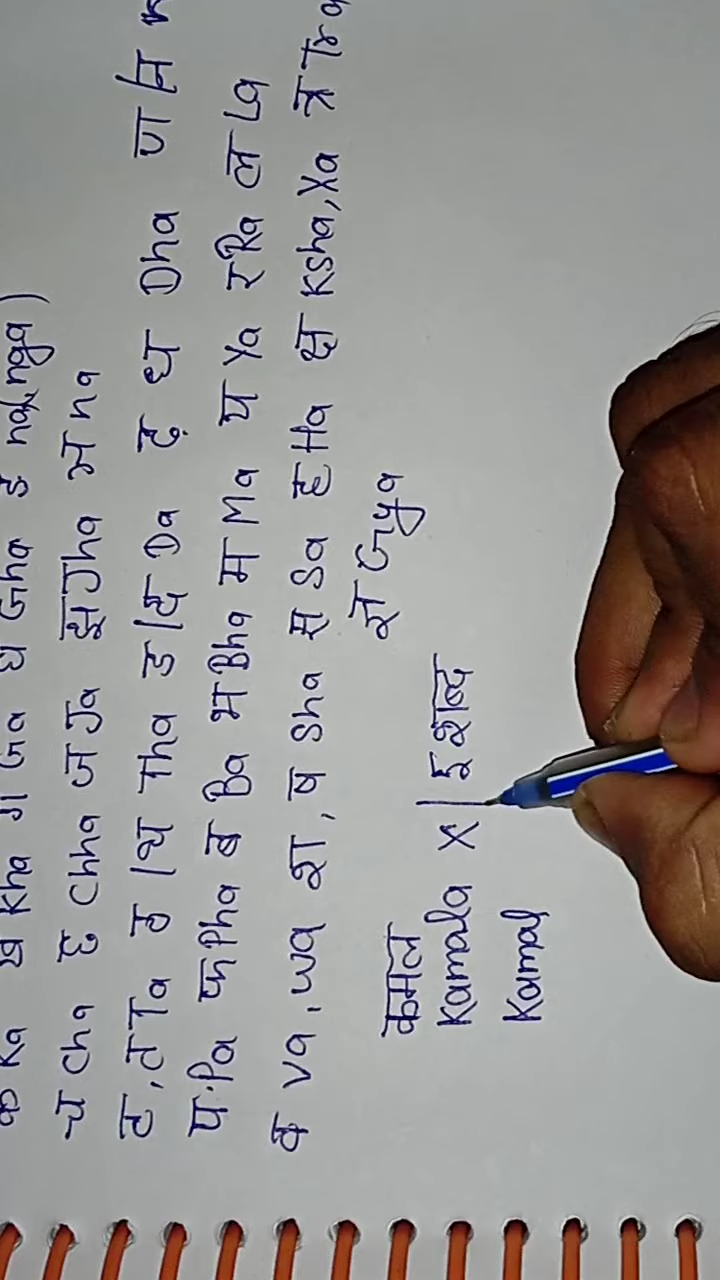 क Ka ख Kha ग Ga घ Gha ङ na(nga)
च Cha छ Chha ज Ja झ Jha ञ na
ट,त Ta ठ/थ Tha ड/द Da ढ़ ध Dha ण/न
प Pa फ Pha ब Ba भ Bha म Ma य Ya र Ra ल La
व va,wa श,ष Sha स Sa ह Ha क्ष Ksha,Xa त्र Tra
ज्ञ Gya
कमल
Kamala X | इ शब्द
Kamal